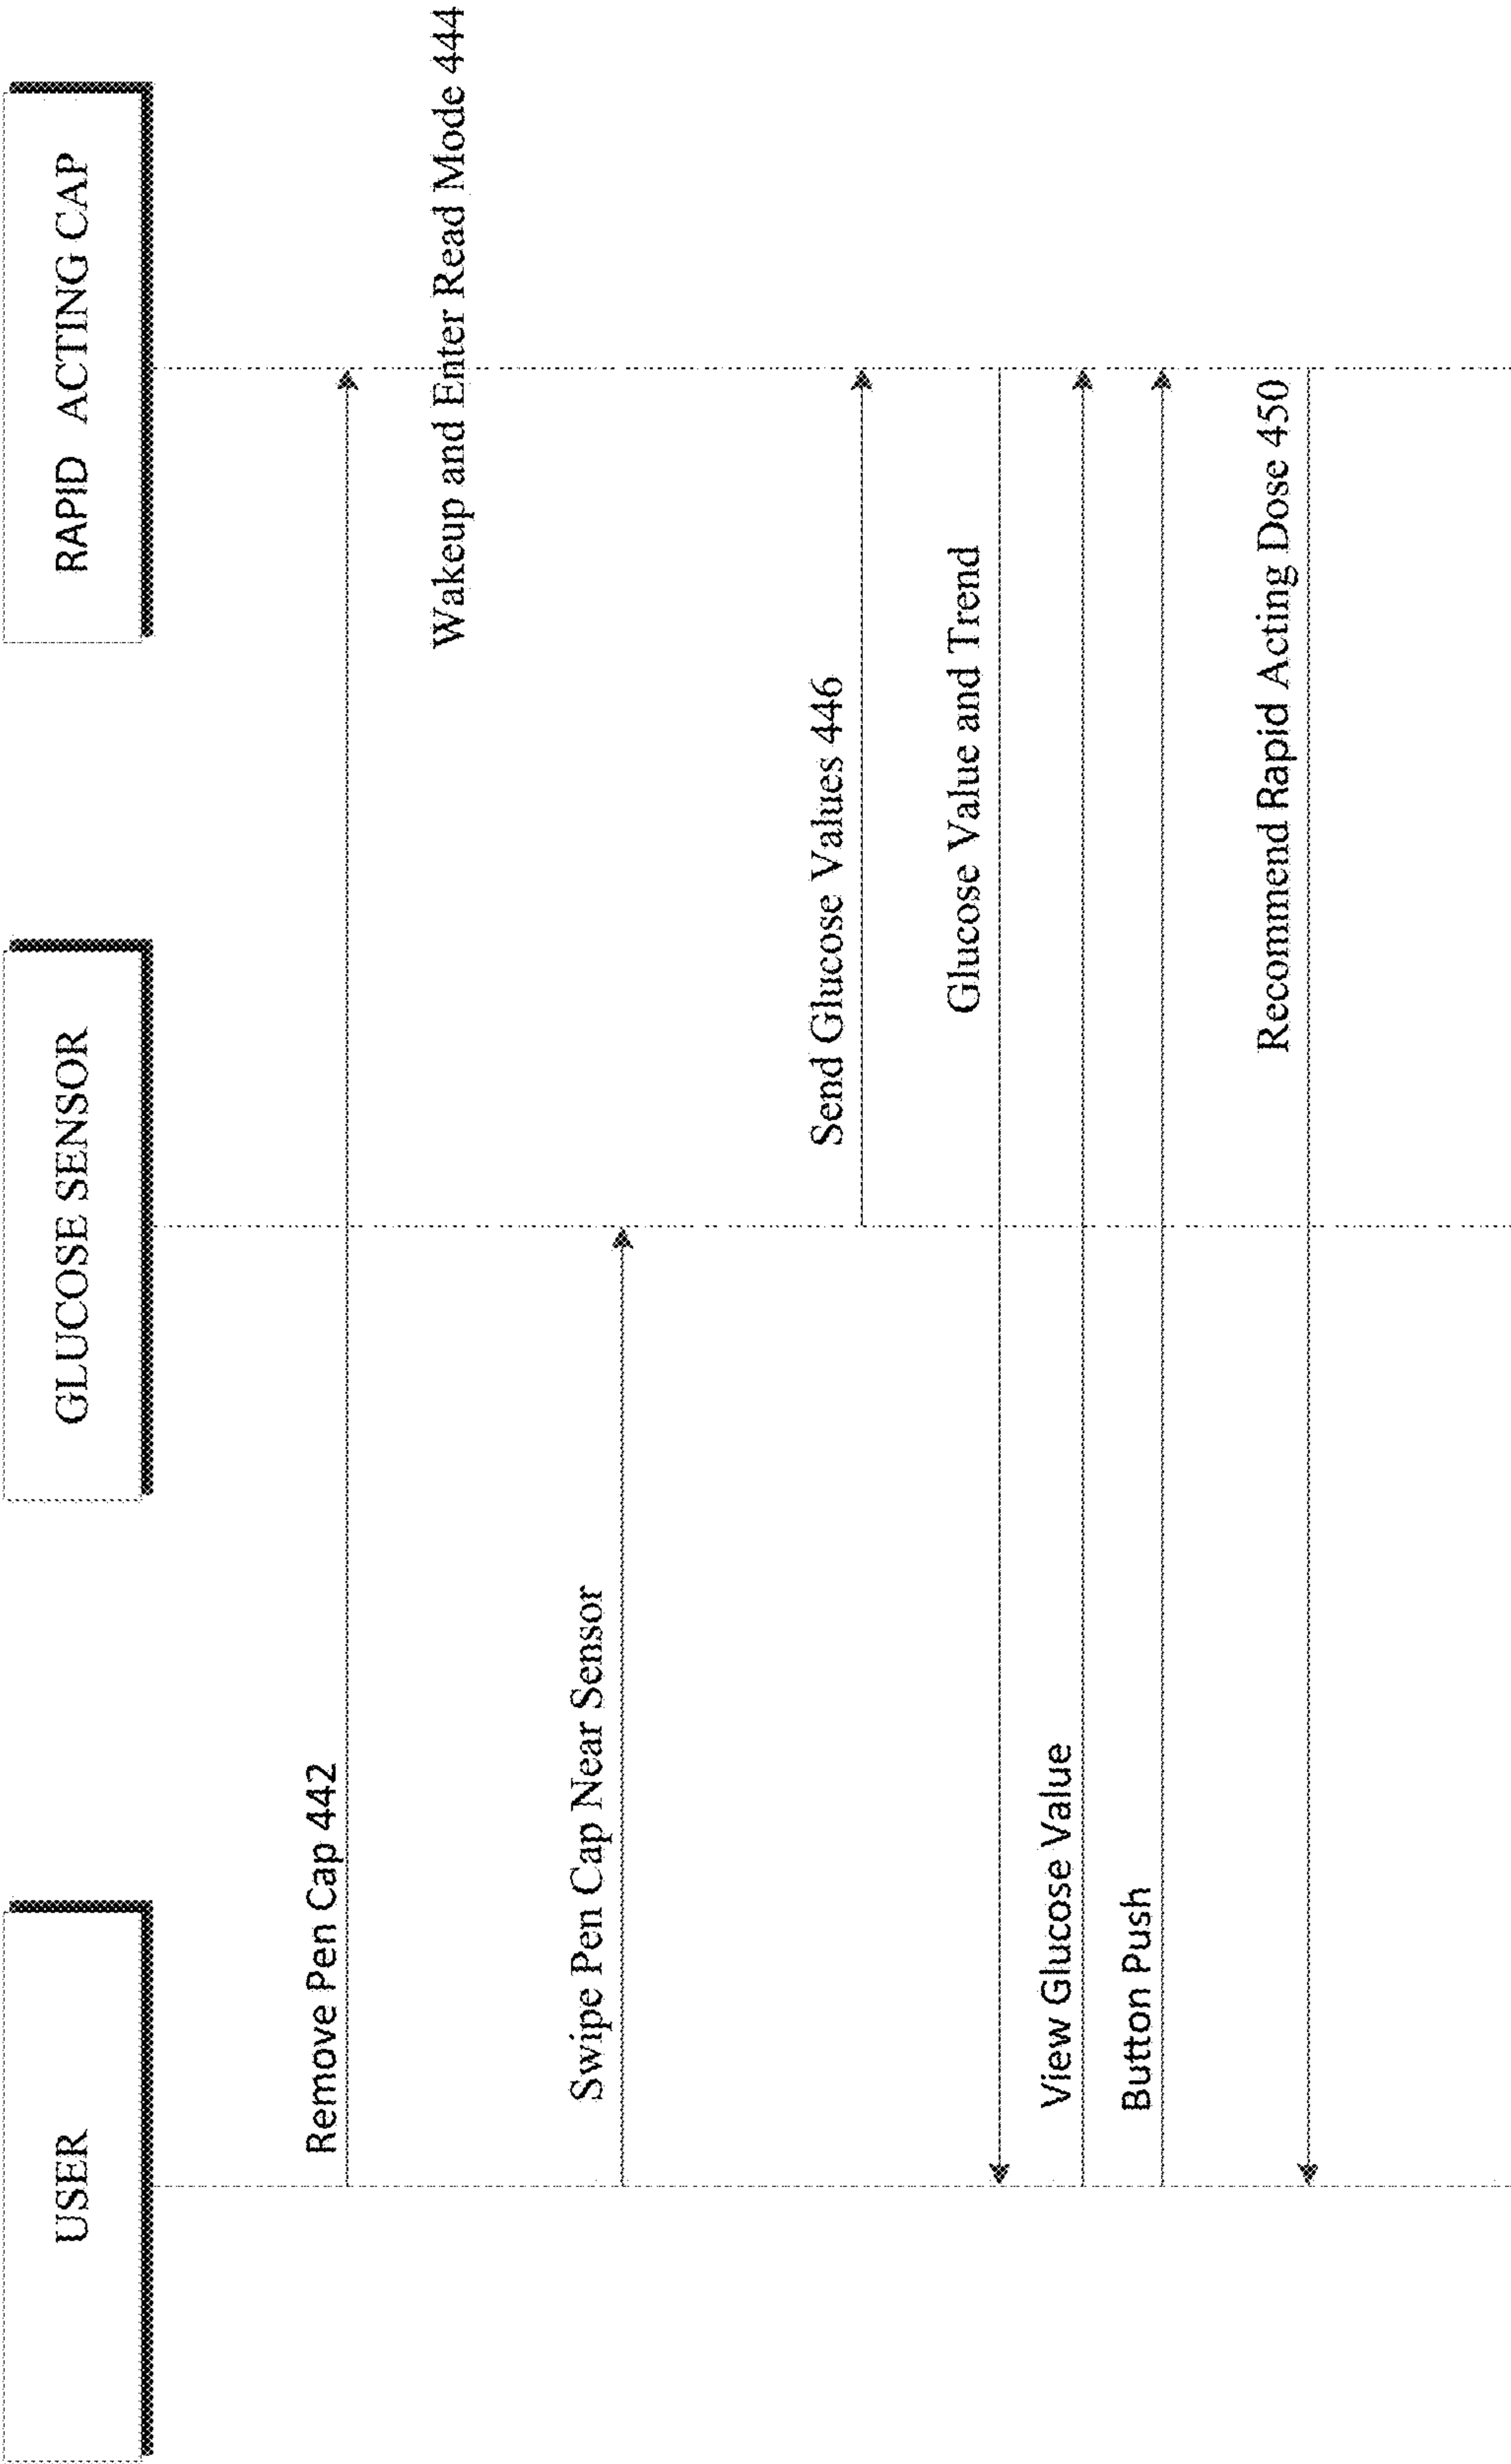 USER
GLUCOSE SENSOR
RAPID ACTING CAP
Remove Pen Cap 442
Wakeup and Enter Read Mode 444
Swipe Pen Cap Near Sensor
Send Glucose Values 446
Glucose Value and Trend
View Glucose Value
Button Push
Recommend Rapid Acting Dose 450